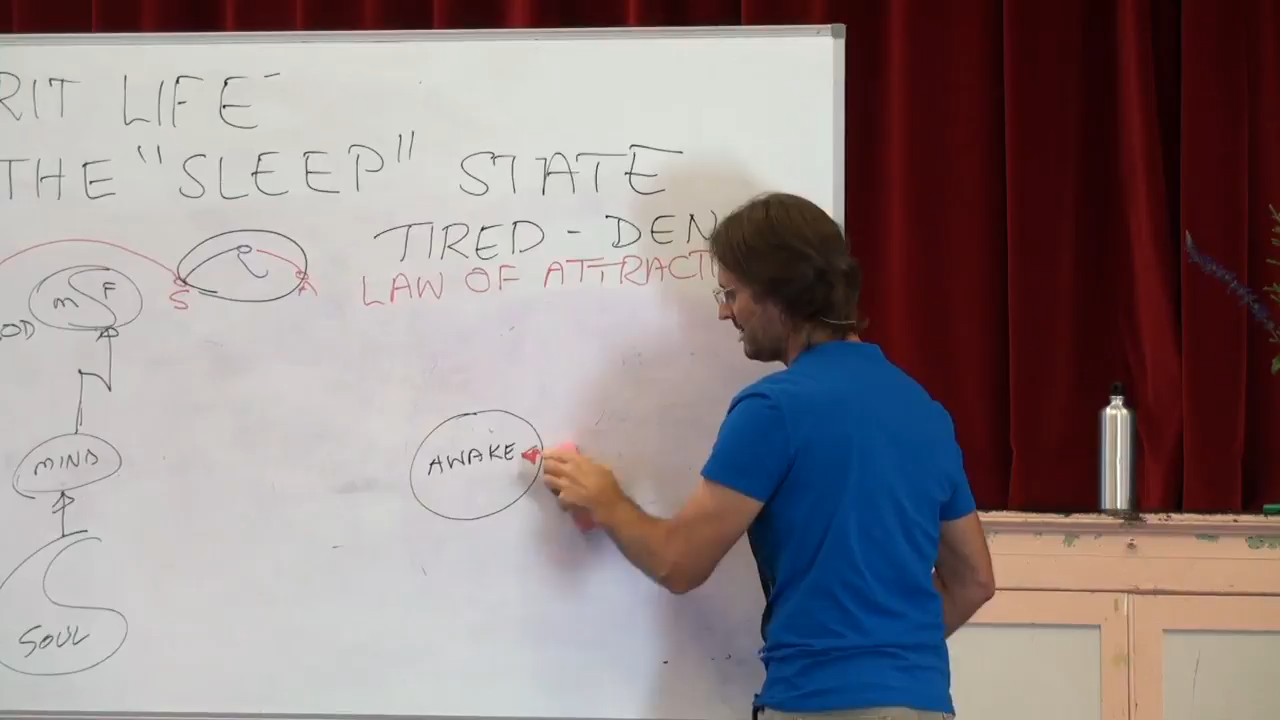 RIT LIFE
THE "SLEEP" STATE
TIRED - DEN
LAW OF ATTRACT
S
A
M F
OD
MIND
AWAKE
SOUL